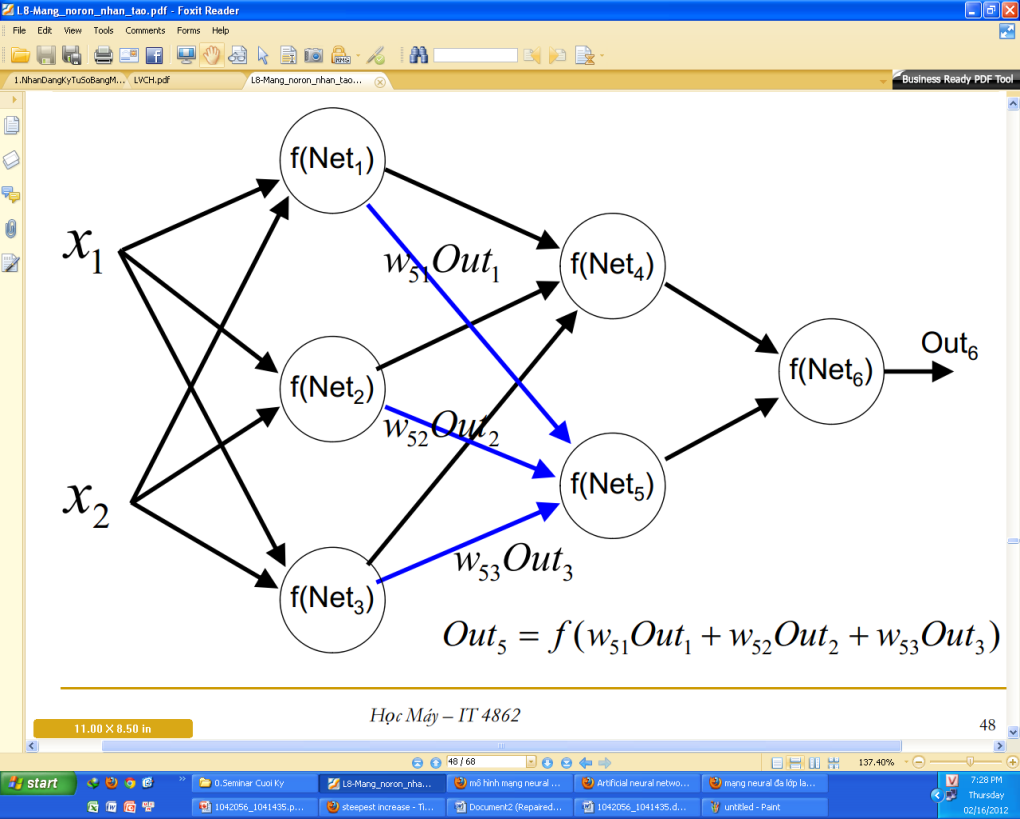 L8-Mang_noron_nhan_tao.pdf - Foxit Reader
File Edit View Tools Comments Forms Help
1.NhanDangKyTuSoBangM... LVCH.pdf L8-Mang_noron_nhan_tao... Business Ready PDF Tool
f(Net₁)
x₁
w₅₁Out₁
f(Net₄)
Out₆
f(Net₂)
f(Net₆)
w₅₂Out₂
x₂
f(Net₅)
w₅₃Out₃
f(Net₃)
Out₅ = f(w₅₁Out₁ + w₅₂Out₂ + w₅₃Out₃)
Học Máy – IT 4862
48
11.00 X 8.50 in
48 / 68 137.40%
start 0.Seminar Cuoi Ky L8-Mang_noron_nha... mô hình mạng neural ... Artificial neural netwo... mạng neural đa lớp la... 7:28 PM
Thursday
1042056_1041435.p... steepest increase - Ti... Document2 (Repaired... 1042056_1041435.d... untitled - Paint 02/16/2012